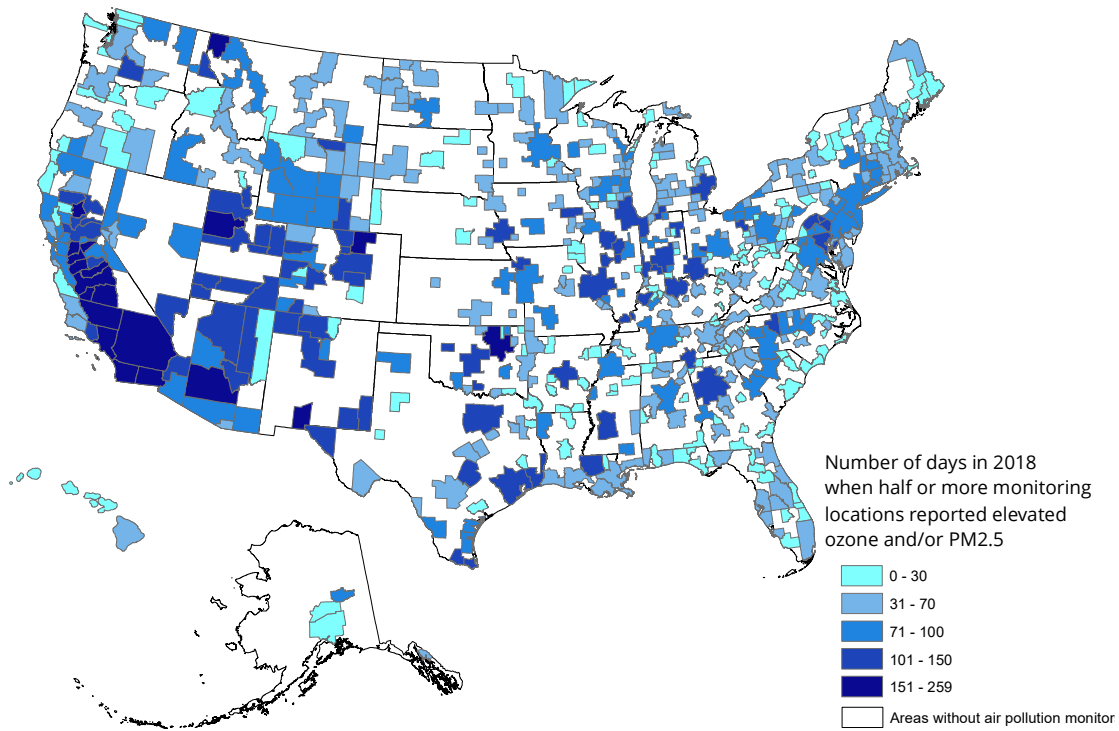 Number of days in 2018
when half or more monitoring
locations reported elevated
ozone and/or PM2.5
0 - 30
31 - 70
71 - 100
101 - 150
151 - 259
Areas without air pollution monitor